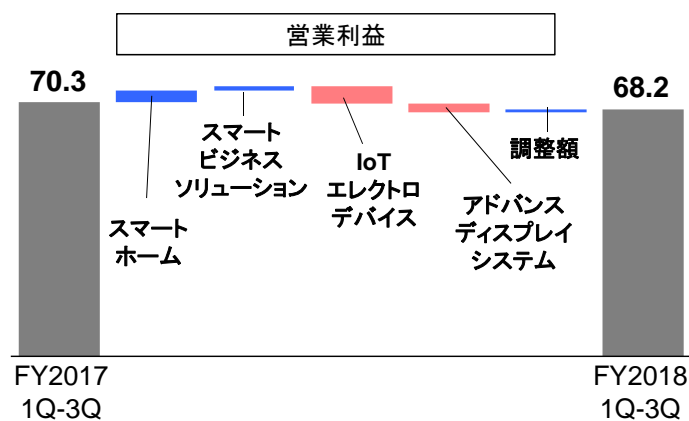 営業利益
70.3
68.2
スマート
ホーム
スマート
ビジネス
ソリューション
IoT
エレクトロ
デバイス
アドバンス
ディスプレイ
システム
調整額
FY2017
1Q-3Q
FY2018
1Q-3Q